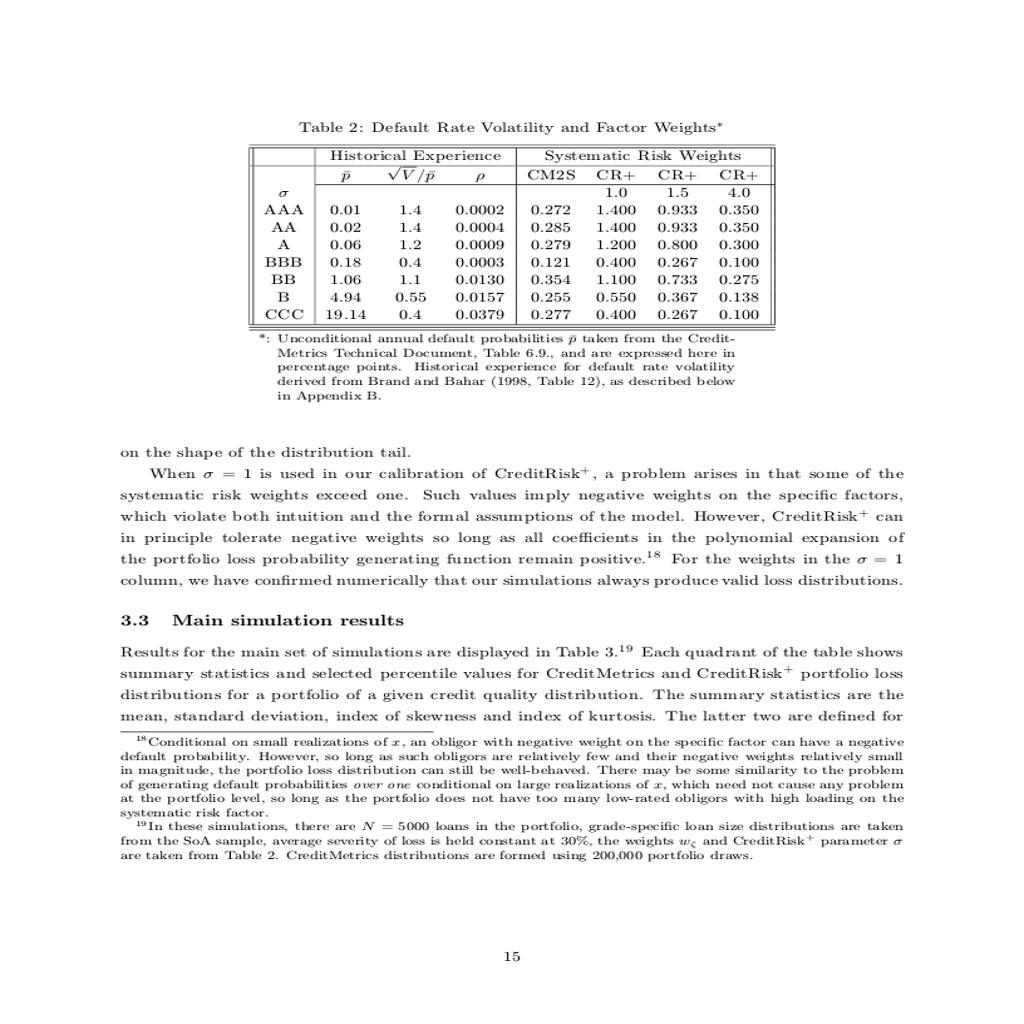 Table 2: Default Rate Volatility and Factor Weights*
Historical Experience Systematic Risk Weights
p̄ √V/p̄ ρ CM2S CR+ CR+ CR+
σ 1.0 1.5 4.0
AAA 0.01 1.4 0.0002 0.272 1.400 0.933 0.350
AA 0.02 1.4 0.0004 0.285 1.400 0.933 0.350
A 0.06 1.2 0.0009 0.279 1.200 0.800 0.300
BBB 0.18 0.4 0.0003 0.121 0.400 0.267 0.100
BB 1.06 1.1 0.0130 0.354 1.100 0.733 0.275
B 4.94 0.55 0.0157 0.255 0.550 0.367 0.138
CCC 19.14 0.4 0.0379 0.277 0.400 0.267 0.100
*: Unconditional annual default probabilities p̄ taken from the Credit-
Metrics Technical Document, Table 6.9., and are expressed here in
percentage points. Historical experience for default rate volatility
derived from Brand and Bahar (1998, Table 12), as described below
in Appendix B.
on the shape of the distribution tail.
When σ = 1 is used in our calibration of CreditRisk⁺, a problem arises in that some of the
systematic risk weights exceed one. Such values imply negative weights on the specific factors,
which violate both intuition and the formal assumptions of the model. However, CreditRisk⁺ can
in principle tolerate negative weights so long as all coefficients in the polynomial expansion of
the portfolio loss probability generating function remain positive.¹⁸ For the weights in the σ = 1
column, we have confirmed numerically that our simulations always produce valid loss distributions.
3.3 Main simulation results
Results for the main set of simulations are displayed in Table 3.¹⁹ Each quadrant of the table shows
summary statistics and selected percentile values for CreditMetrics and CreditRisk⁺ portfolio loss
distributions for a portfolio of a given credit quality distribution. The summary statistics are the
mean, standard deviation, index of skewness and index of kurtosis. The latter two are defined for
¹⁸Conditional on small realizations of x, an obligor with negative weight on the specific factor can have a negative
default probability. However, so long as such obligors are relatively few and their negative weights relatively small
in magnitude, the portfolio loss distribution can still be well-behaved. There may be some similarity to the problem
of generating default probabilities over one conditional on large realizations of x, which need not cause any problem
at the portfolio level, so long as the portfolio does not have too many low-rated obligors with high loading on the
systematic risk factor.
¹⁹In these simulations, there are N = 5000 loans in the portfolio, grade-specific loan size distributions are taken
from the SoA sample, average severity of loss is held constant at 30%, the weights wς and CreditRisk⁺ parameter σ
are taken from Table 2. CreditMetrics distributions are formed using 200,000 portfolio draws.
15